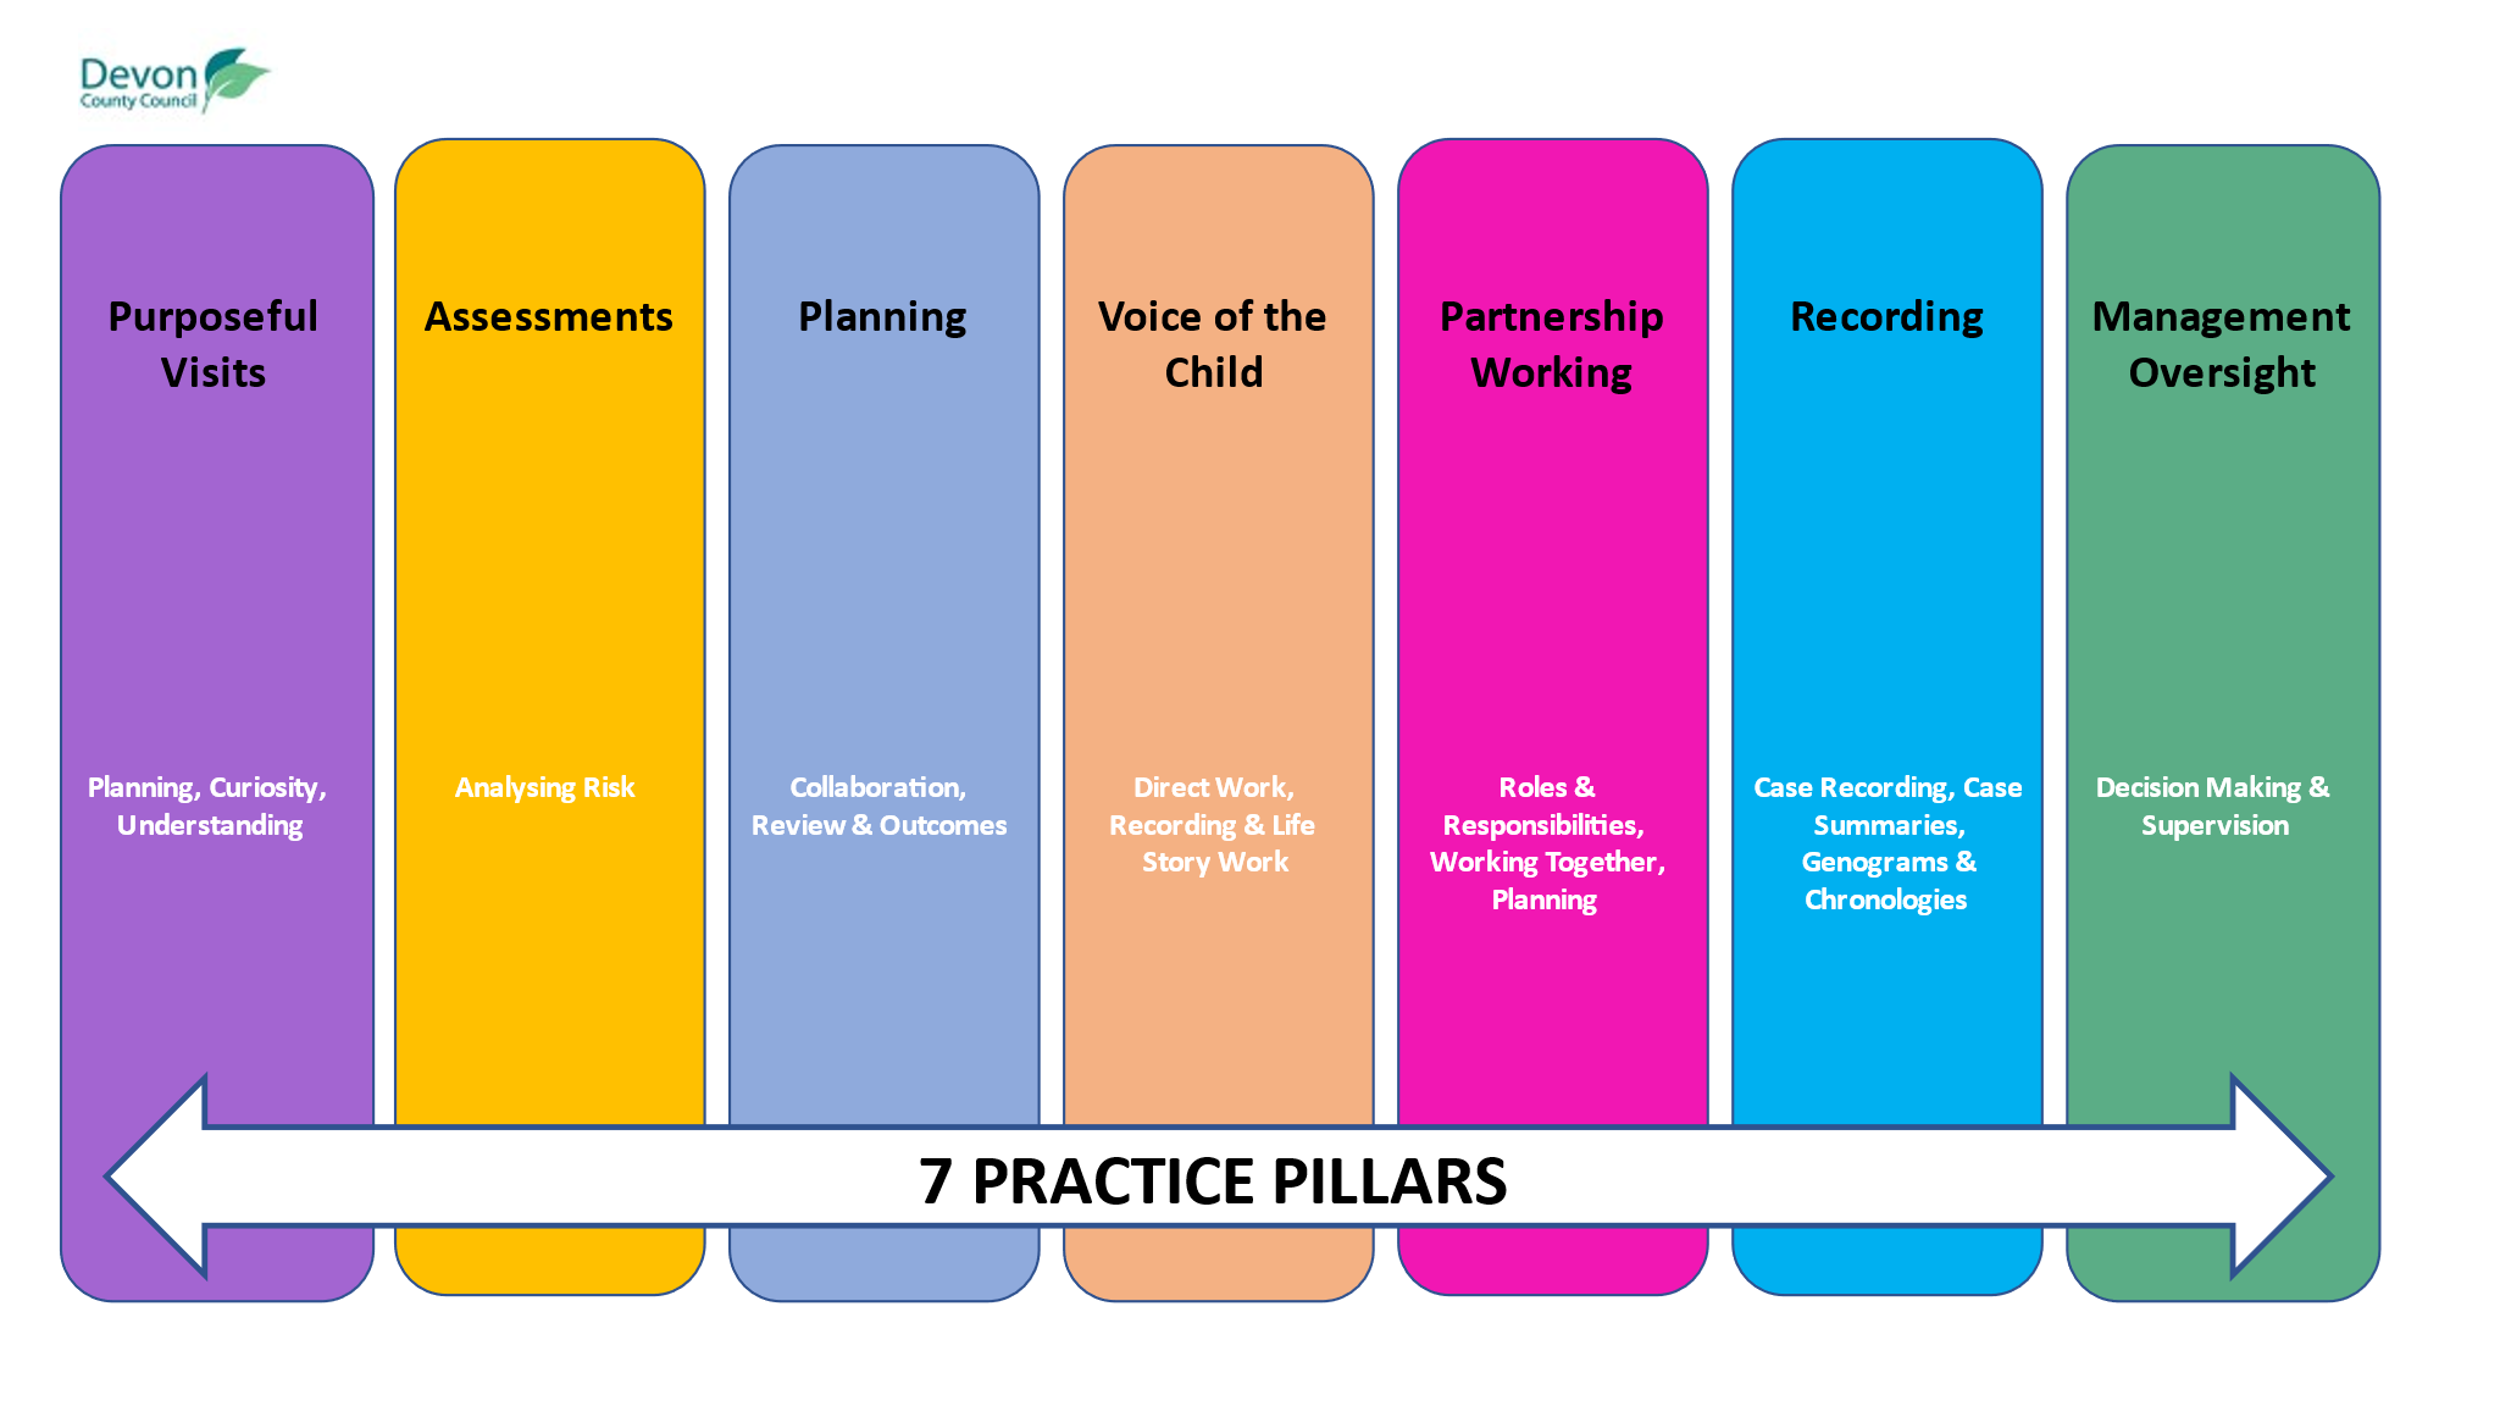 Devon
County Council
Purposeful
Visits
Assessments
Planning
Voice of the
Child
Partnership
Working
Recording
Management
Oversight
Planning, Curiosity,
Understanding
Analysing Risk
Collaboration,
Review & Outcomes
Direct Work,
Recording & Life
Story Work
Roles &
Responsibilities,
Working Together,
Planning
Case Recording, Case
Summaries,
Genograms &
Chronologies
Decision Making &
Supervision
7 PRACTICE PILLARS